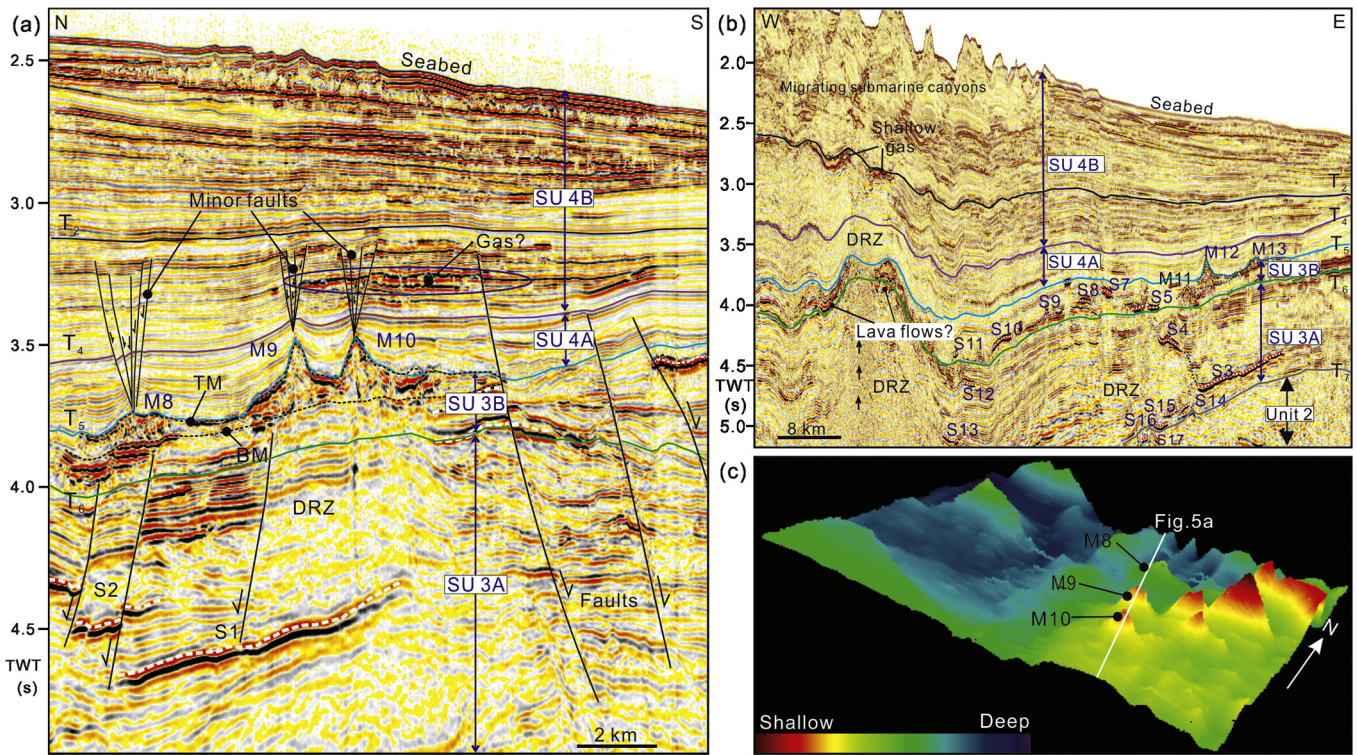 (a)
N
S
2.5
3.0
3.5
4.0
4.5
TWT
(s)
Seabed
SU 4B
Minor faults
Gas?
T2
T4
SU 4A
M9
M10
M8
TM
T5
SU 3B
BM
T6
DRZ
SU 3A
S2
S1
Faults
2 km
(b)
W
E
2.0
2.5
3.0
3.5
4.0
4.5
TWT
(s)
5.0
Migrating submarine canyons
Seabed
Shallow
gas
SU 4B
T2
T4
DRZ
T5
M12
M13
SU 4A
SU 3B
M11
T6
S7
S8
S9
S5
Lava flows?
S10
S4
S11
SU 3A
DRZ
S12
DRZ
S3
T7
S14
S15
Unit 2
S16
S13
S17
8 km
(c)
Fig.5a
M8
M9
M10
N
Shallow
Deep